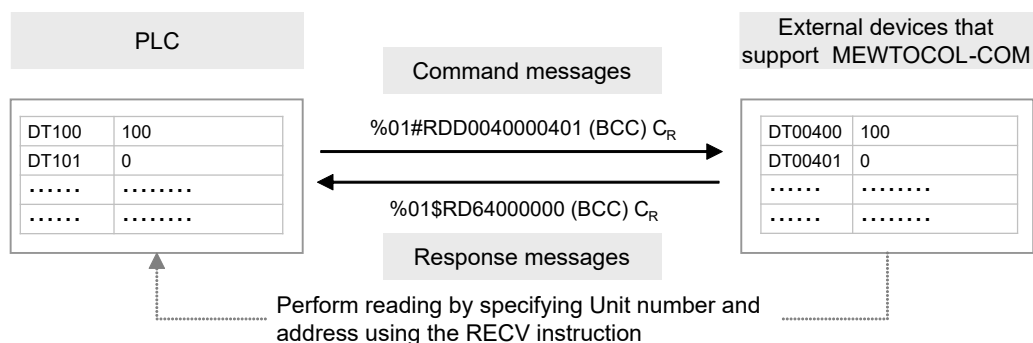 PLC
External devices that
support MEWTOCOL-COM
Command messages
%01#RDD0040000401 (BCC) CR
DT100 100
DT101 0
…… ……..
…… ……..
DT00400 100
DT00401 0
…… ……..
…… ……..
%01$RD64000000 (BCC) CR
Response messages
Perform reading by specifying Unit number and
address using the RECV instruction